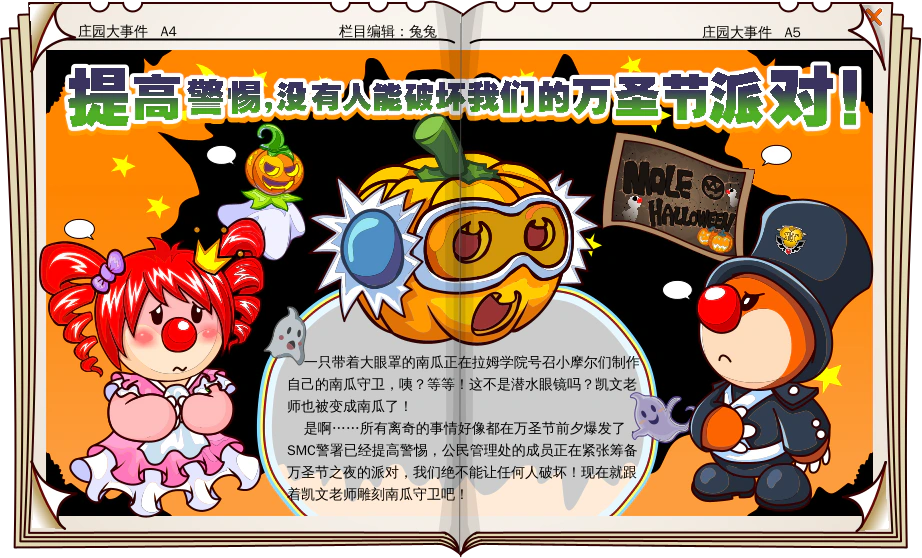 庄园大事件 A4
栏目编辑：兔兔
庄园大事件 A5
提高警惕,没有人能破坏我们的万圣节派对!
MOLE
HALLOWEEN
SMC
一只带着大眼罩的南瓜正在拉姆学院号召小摩尔们制作
自己的南瓜守卫，咦？等等！这不是潜水眼镜吗？凯文老
师也被变成南瓜了！
是啊……所有离奇的事情好像都在万圣节前夕爆发了，
SMC警署已经提高警惕，公民管理处的成员正在紧张筹备
万圣节之夜的派对，我们绝不能让任何人破坏！现在就跟
着凯文老师雕刻南瓜守卫吧！